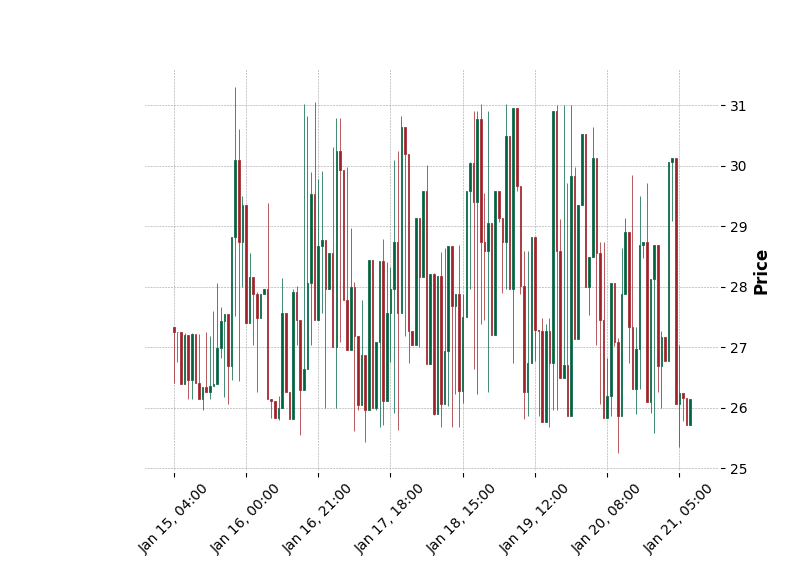 31
30
29
28
27
26
25
Price
Jan 15, 04:00
Jan 16, 00:00
Jan 16, 21:00
Jan 17, 18:00
Jan 18, 15:00
Jan 19, 12:00
Jan 20, 08:00
Jan 21, 05:00